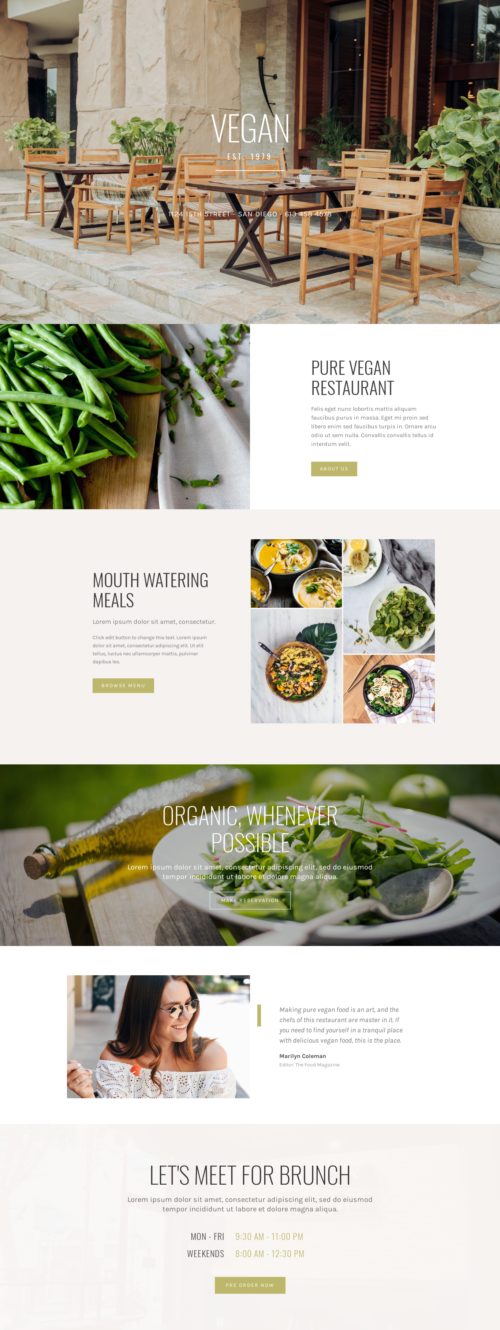 VEGAN
EST. 1979
1124 15TH STREET - SAN DIEGO - 613 458 4578
PURE VEGAN
RESTAURANT
Felis eget nunc lobortis mattis aliquam
faucibus purus in massa. Eget mi proin sed
libero enim sed faucibus turpis in. Ornare arcu
odio ut sem nulla. Convallis convallis tellus id
interdum velit.
ABOUT US
MOUTH WATERING
MEALS
Lorem ipsum dolor sit amet, consectetur.
Click edit button to change this text. Lorem ipsum
dolor sit amet, consectetur adipiscing elit. Ut elit
tellus, luctus nec ullamcorper mattis, pulvinar
dapibus leo.
BROWSE MENU
ORGANIC, WHENEVER
POSSIBLE
Lorem ipsum dolor sit amet, consectetur adipiscing elit, sed do eiusmod
tempor incididunt ut labore et dolore magna aliqua.
MAKE RESERVATION
Making pure vegan food is an art, and the
chefs of this restaurant are master in it. If
you need to find yourself in a tranquil place
with delicious vegan food, this is the place.
Marilyn Coleman
Editor/ The Food Magazine
LET'S MEET FOR BRUNCH
Lorem ipsum dolor sit amet, consectetur adipiscing elit, sed do eiusmod
tempor incididunt ut labore et dolore magna aliqua.
MON - FRI 9:30 AM - 11:00 PM
WEEKENDS 8:00 AM - 12:30 PM
PRE ORDER NOW